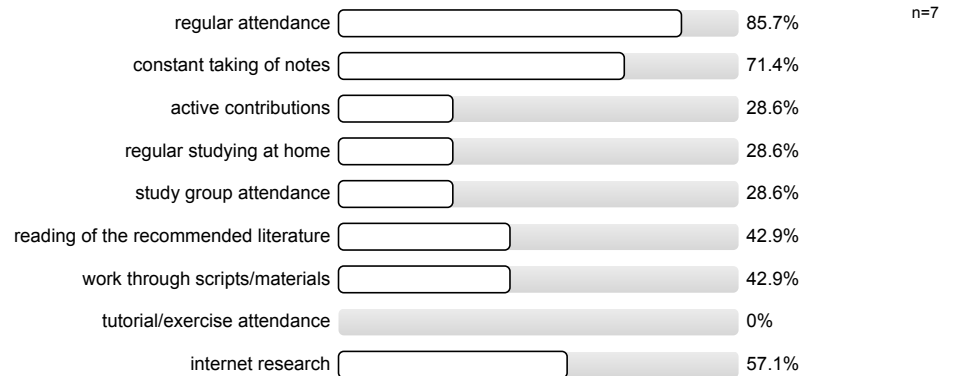 n=7
regular attendance 85.7%
constant taking of notes 71.4%
active contributions 28.6%
regular studying at home 28.6%
study group attendance 28.6%
reading of the recommended literature 42.9%
work through scripts/materials 42.9%
tutorial/exercise attendance 0%
internet research 57.1%